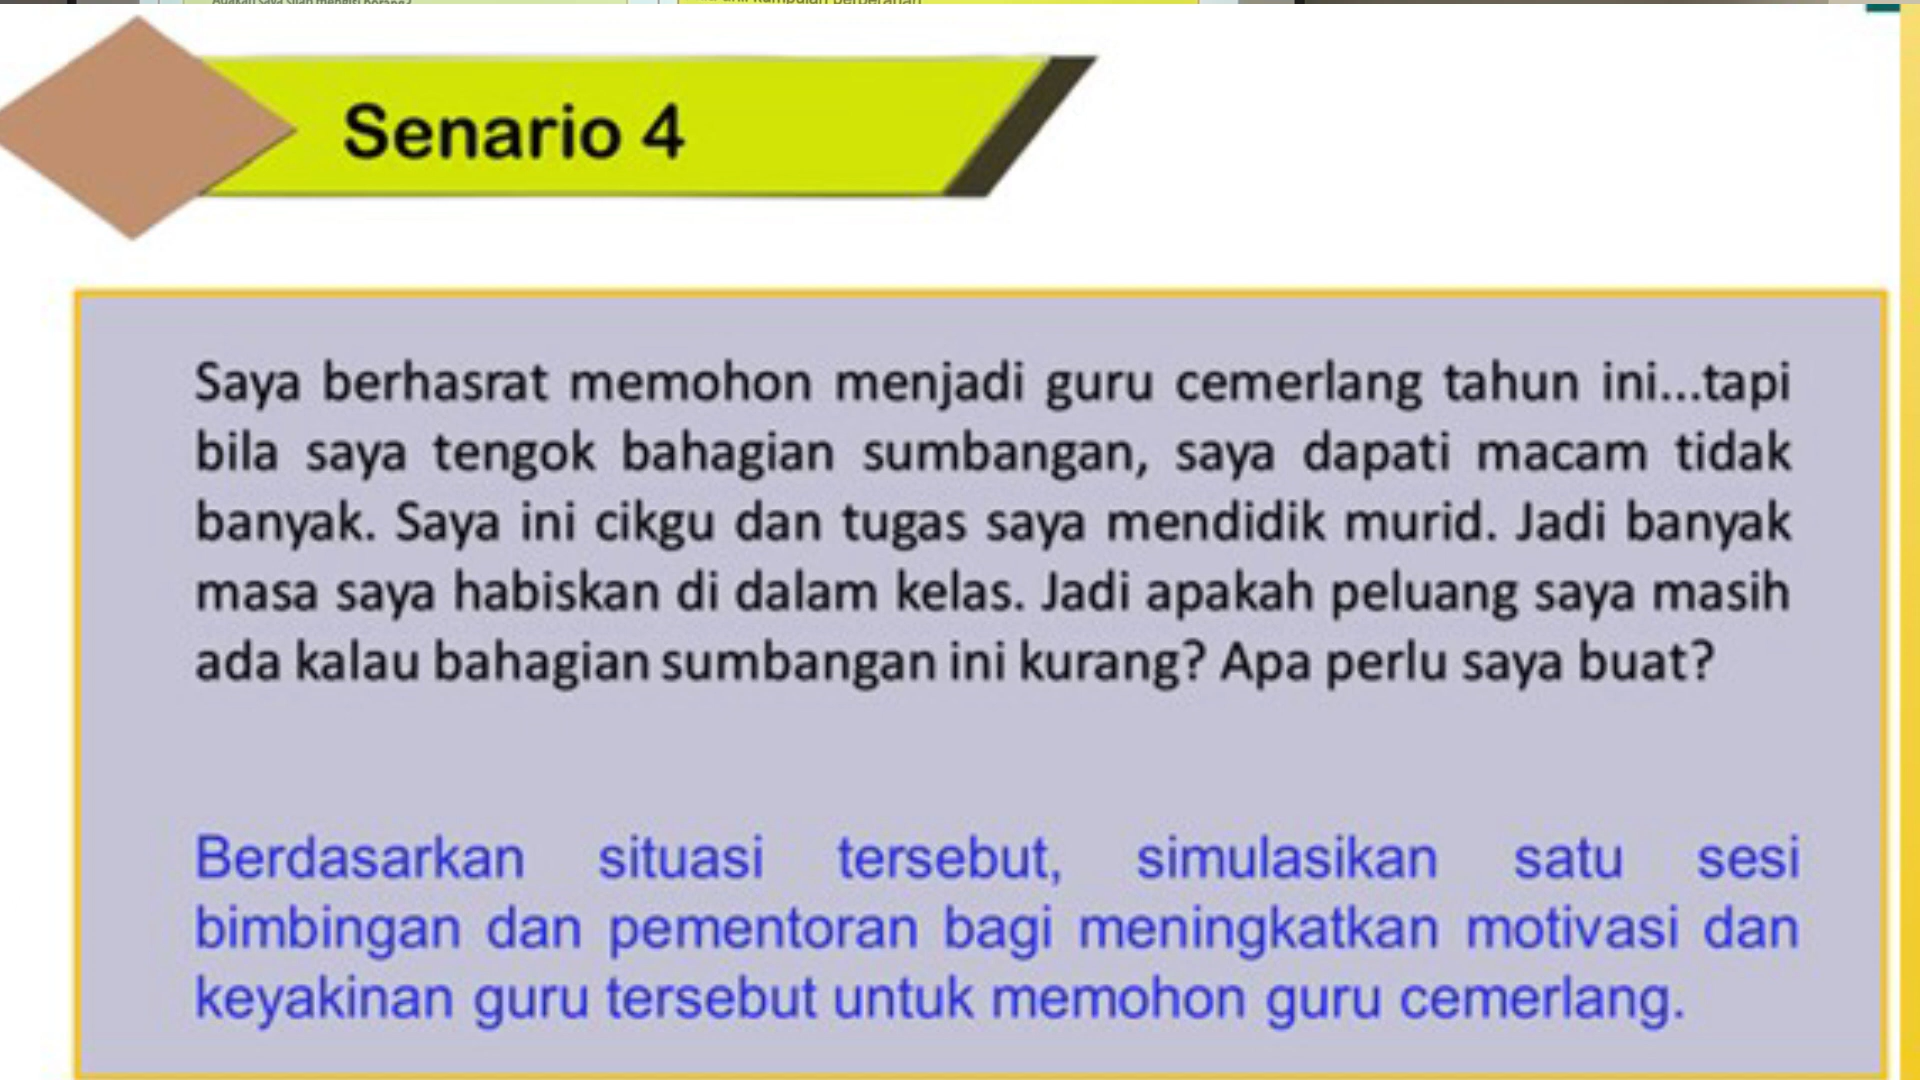 Senario 4
Saya berhasrat memohon menjadi guru cemerlang tahun ini...tapi
bila saya tengok bahagian sumbangan, saya dapati macam tidak
banyak. Saya ini cikgu dan tugas saya mendidik murid. Jadi banyak
masa saya habiskan di dalam kelas. Jadi apakah peluang saya masih
ada kalau bahagian sumbangan ini kurang? Apa perlu saya buat?
Berdasarkan situasi tersebut, simulasikan satu sesi
bimbingan dan pementoran bagi meningkatkan motivasi dan
keyakinan guru tersebut untuk memohon guru cemerlang.